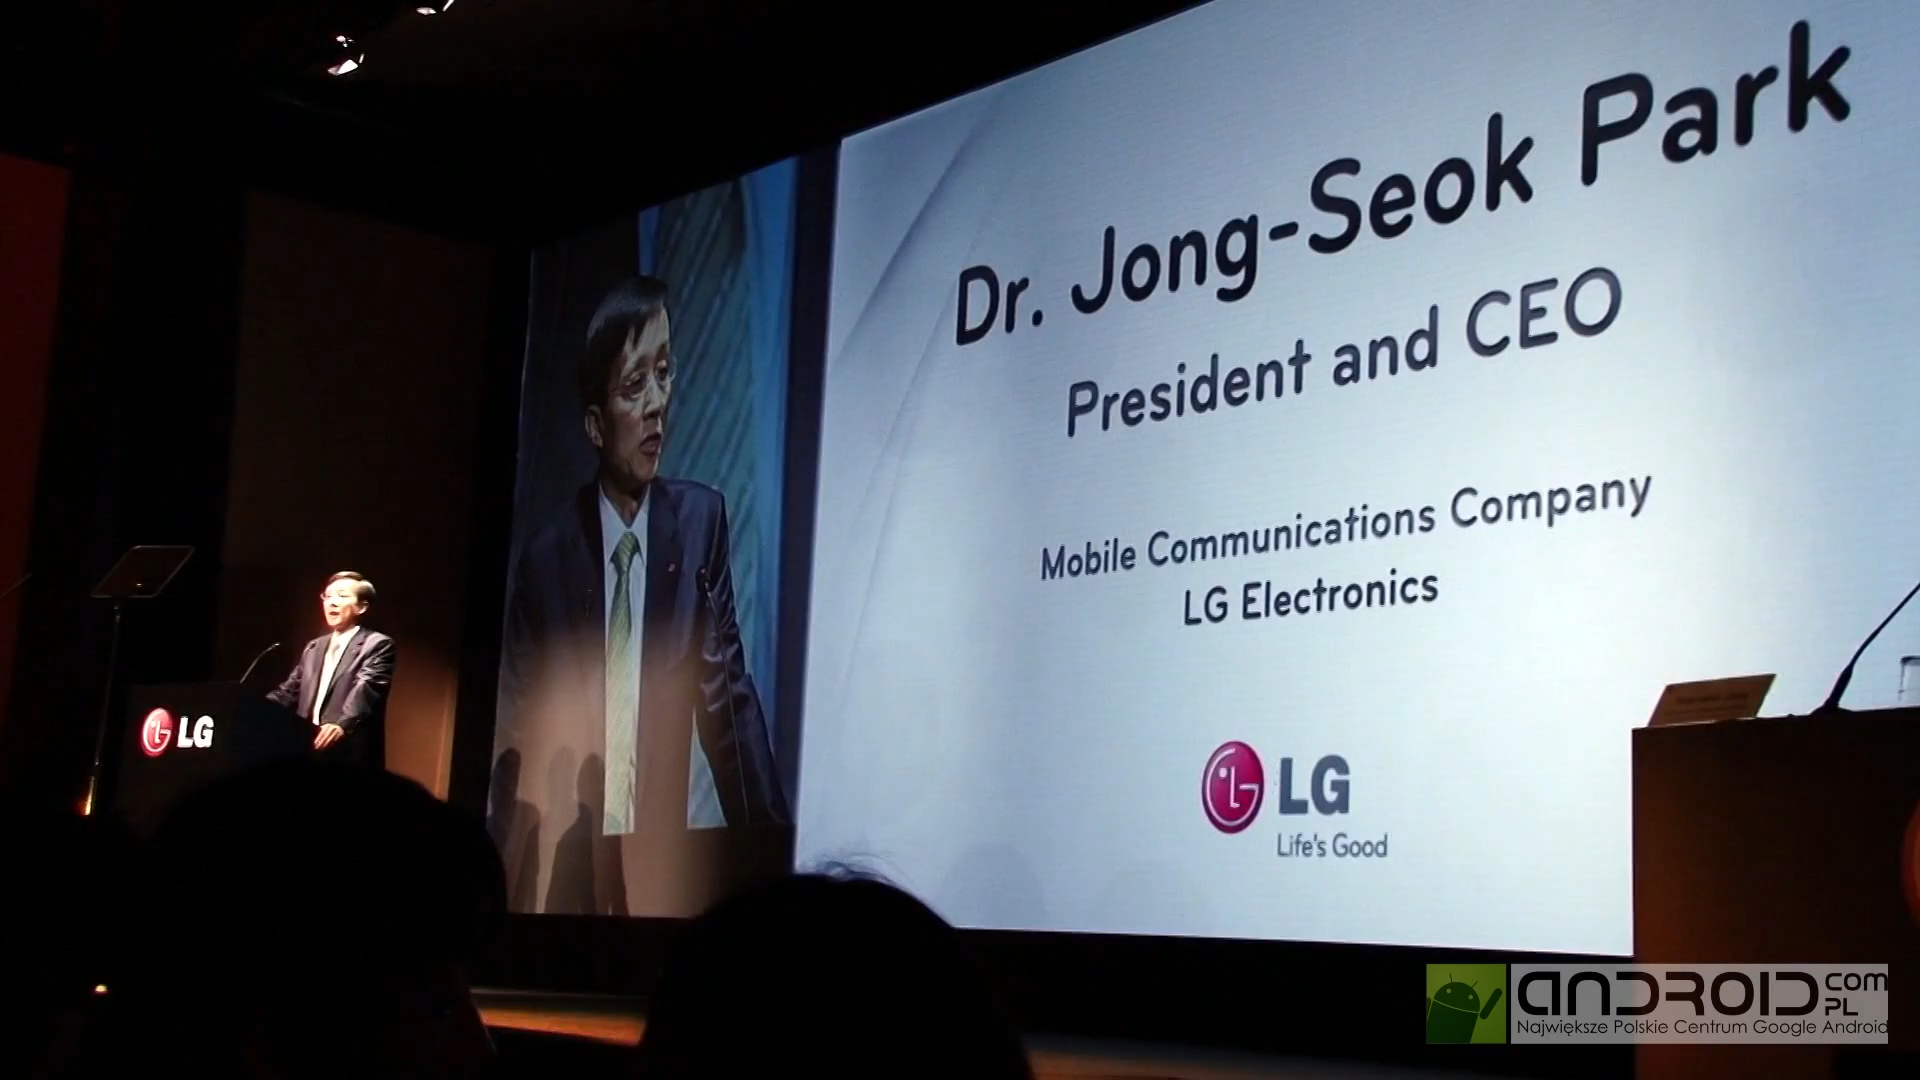 Dr. Jong-Seok Park
President and CEO
Mobile Communications Company
LG Electronics
LG
Life's Good
LG
ANDROID.COM.PL
Największe Polskie Centrum Google Android